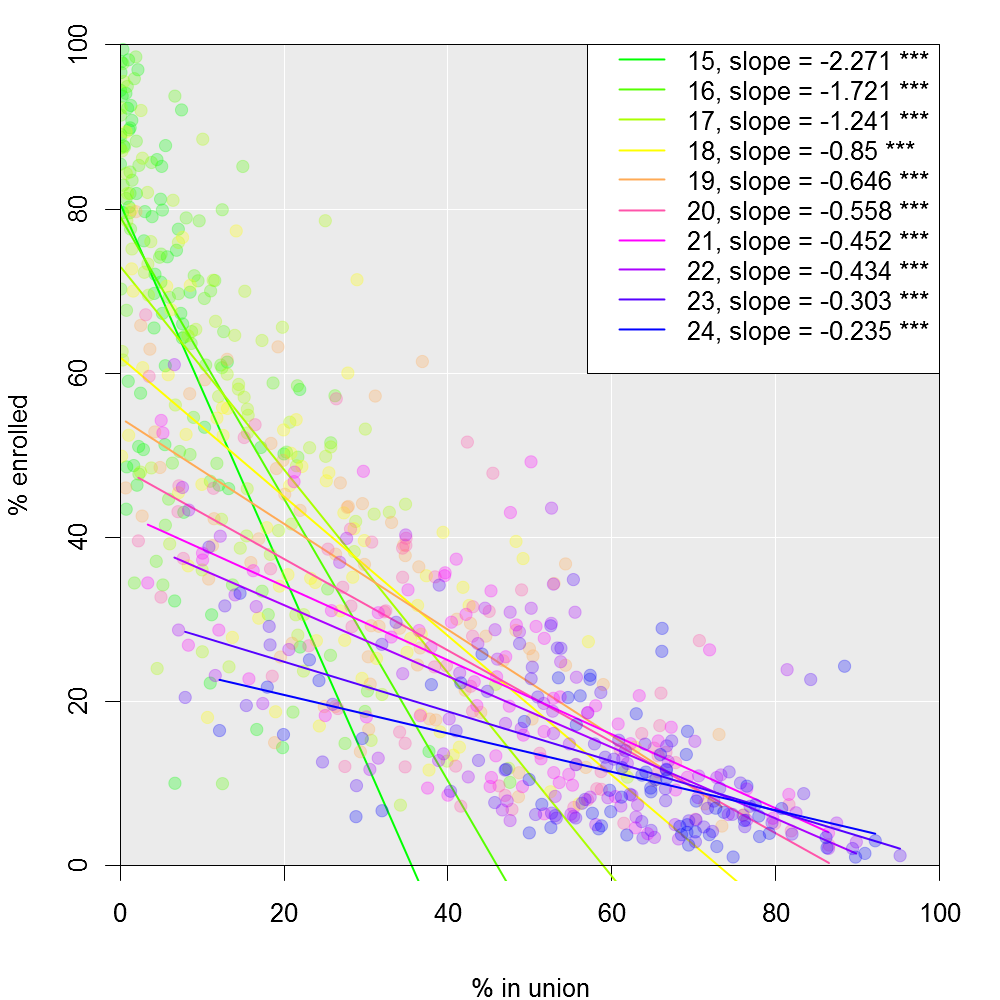 15, slope = -2.271 ***
16, slope = -1.721 ***
17, slope = -1.241 ***
18, slope = -0.85 ***
19, slope = -0.646 ***
20, slope = -0.558 ***
21, slope = -0.452 ***
22, slope = -0.434 ***
23, slope = -0.303 ***
24, slope = -0.235 ***
% enrolled
100
80
60
40
20
0
0 20 40 60 80 100
% in union